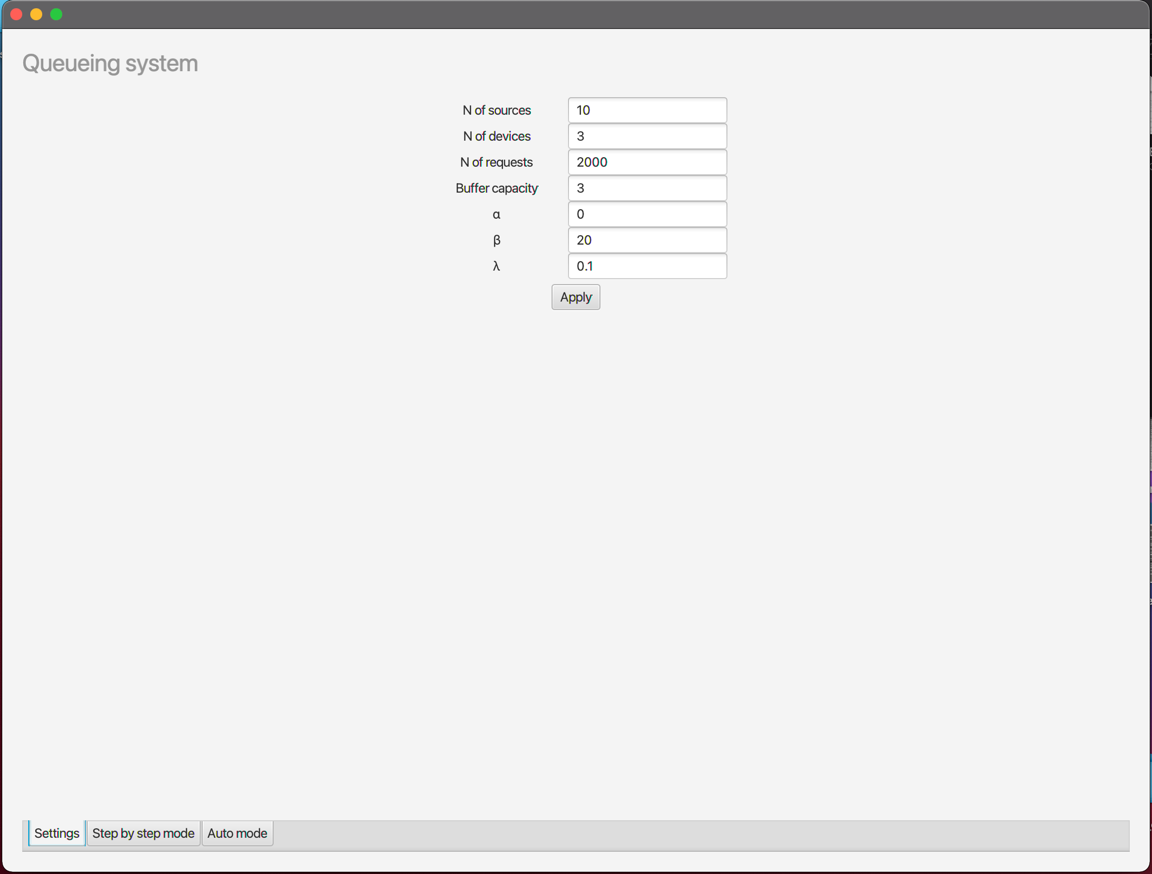 Queueing system
N of sources 10
N of devices 3
N of requests 2000
Buffer capacity 3
α 0
β 20
λ 0.1
Apply
Settings Step by step mode Auto mode